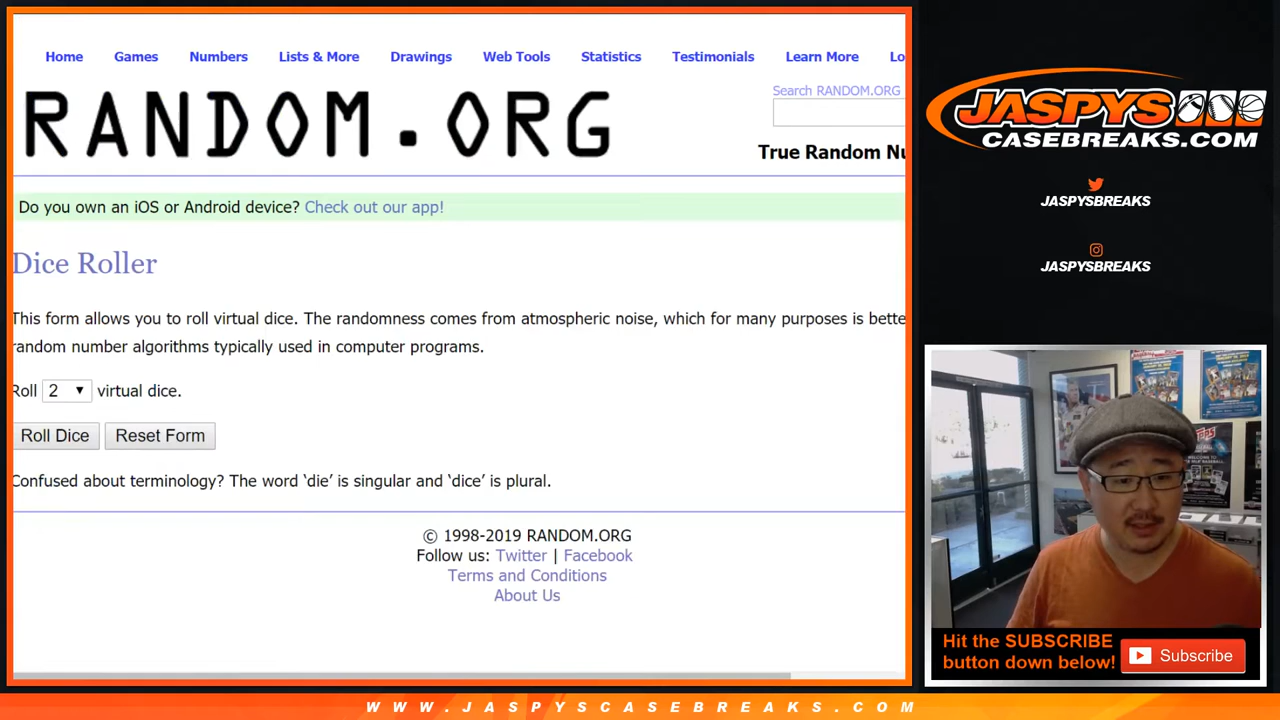 Home Games Numbers Lists & More Drawings Web Tools Statistics Testimonials Learn More Lo
RANDOM.ORG
Search RANDOM.ORG
True Random Nu
Do you own an iOS or Android device? Check out our app!
Dice Roller
This form allows you to roll virtual dice. The randomness comes from atmospheric noise, which for many purposes is bette
random number algorithms typically used in computer programs.
Roll 2 virtual dice.
Roll Dice Reset Form
Confused about terminology? The word ‘die’ is singular and ‘dice’ is plural.
© 1998-2019 RANDOM.ORG
Follow us: Twitter | Facebook
Terms and Conditions
About Us
JASPYS
CASEBREAKS.COM
JASPYSBREAKS
JASPYSBREAKS
Hit the SUBSCRIBE
button down below!
Subscribe
WWW.JASPYSCASEBREAKS.COM